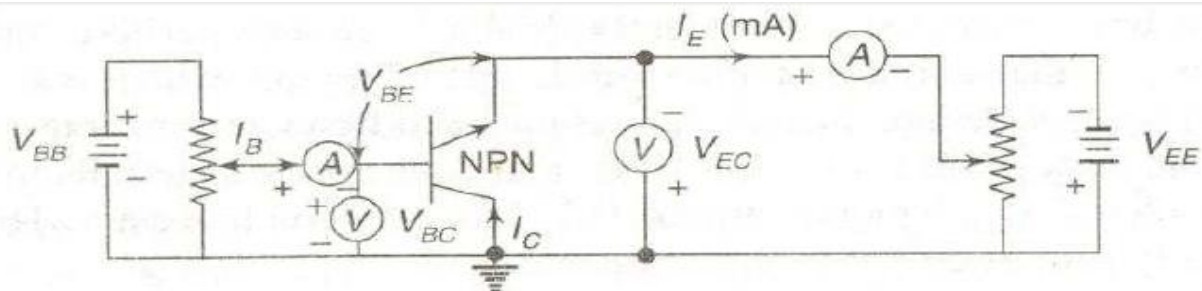 I_E (mA)
A
+ −
V_BE
+
V_BB
−
I_B
A
+ −
NPN
+
V
−
V_BC
I_C
−
V
+
V_EC
−
V_EE
+